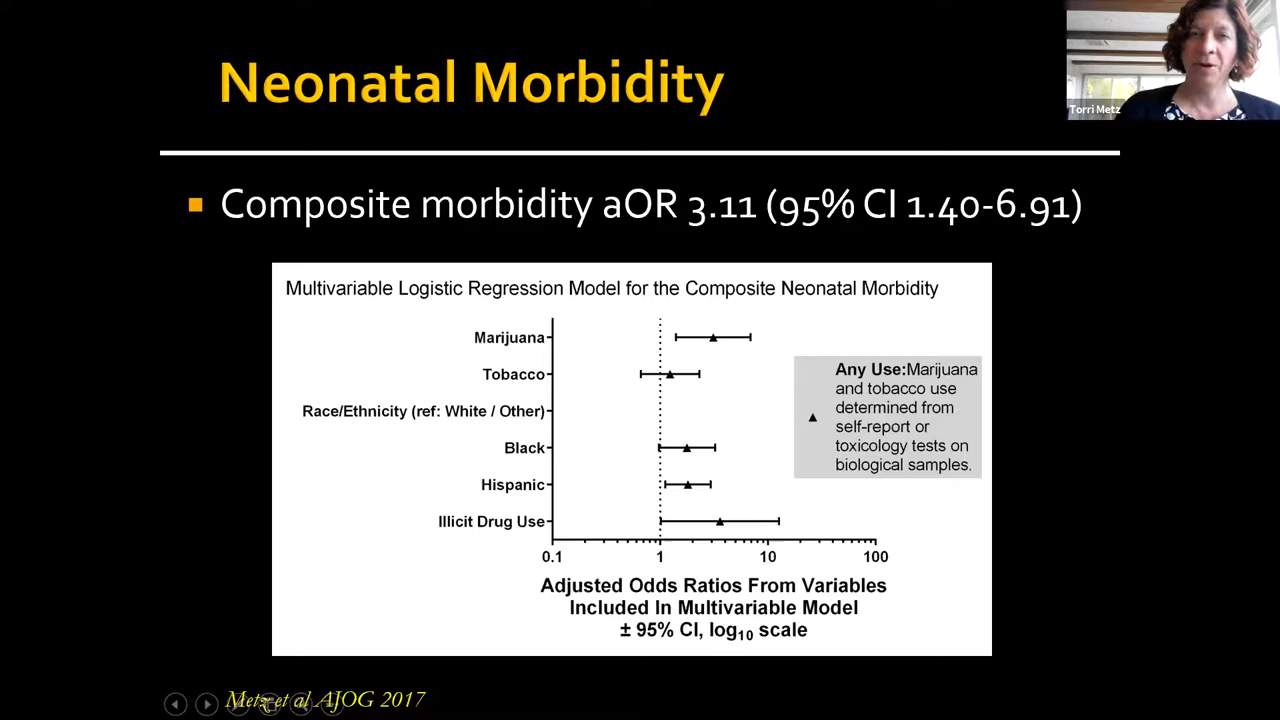 Neonatal Morbidity
Torri Metz
Composite morbidity aOR 3.11 (95% CI 1.40-6.91)
Multivariable Logistic Regression Model for the Composite Neonatal Morbidity
Marijuana
Tobacco
Race/Ethnicity (ref: White / Other)
Black
Hispanic
Illicit Drug Use
0.1 1 10 100
Adjusted Odds Ratios From Variables
Included In Multivariable Model
± 95% CI, log10 scale
Any Use:Marijuana
and tobacco use
determined from
self-report or
toxicology tests on
biological samples.
Metz et al AJOG 2017